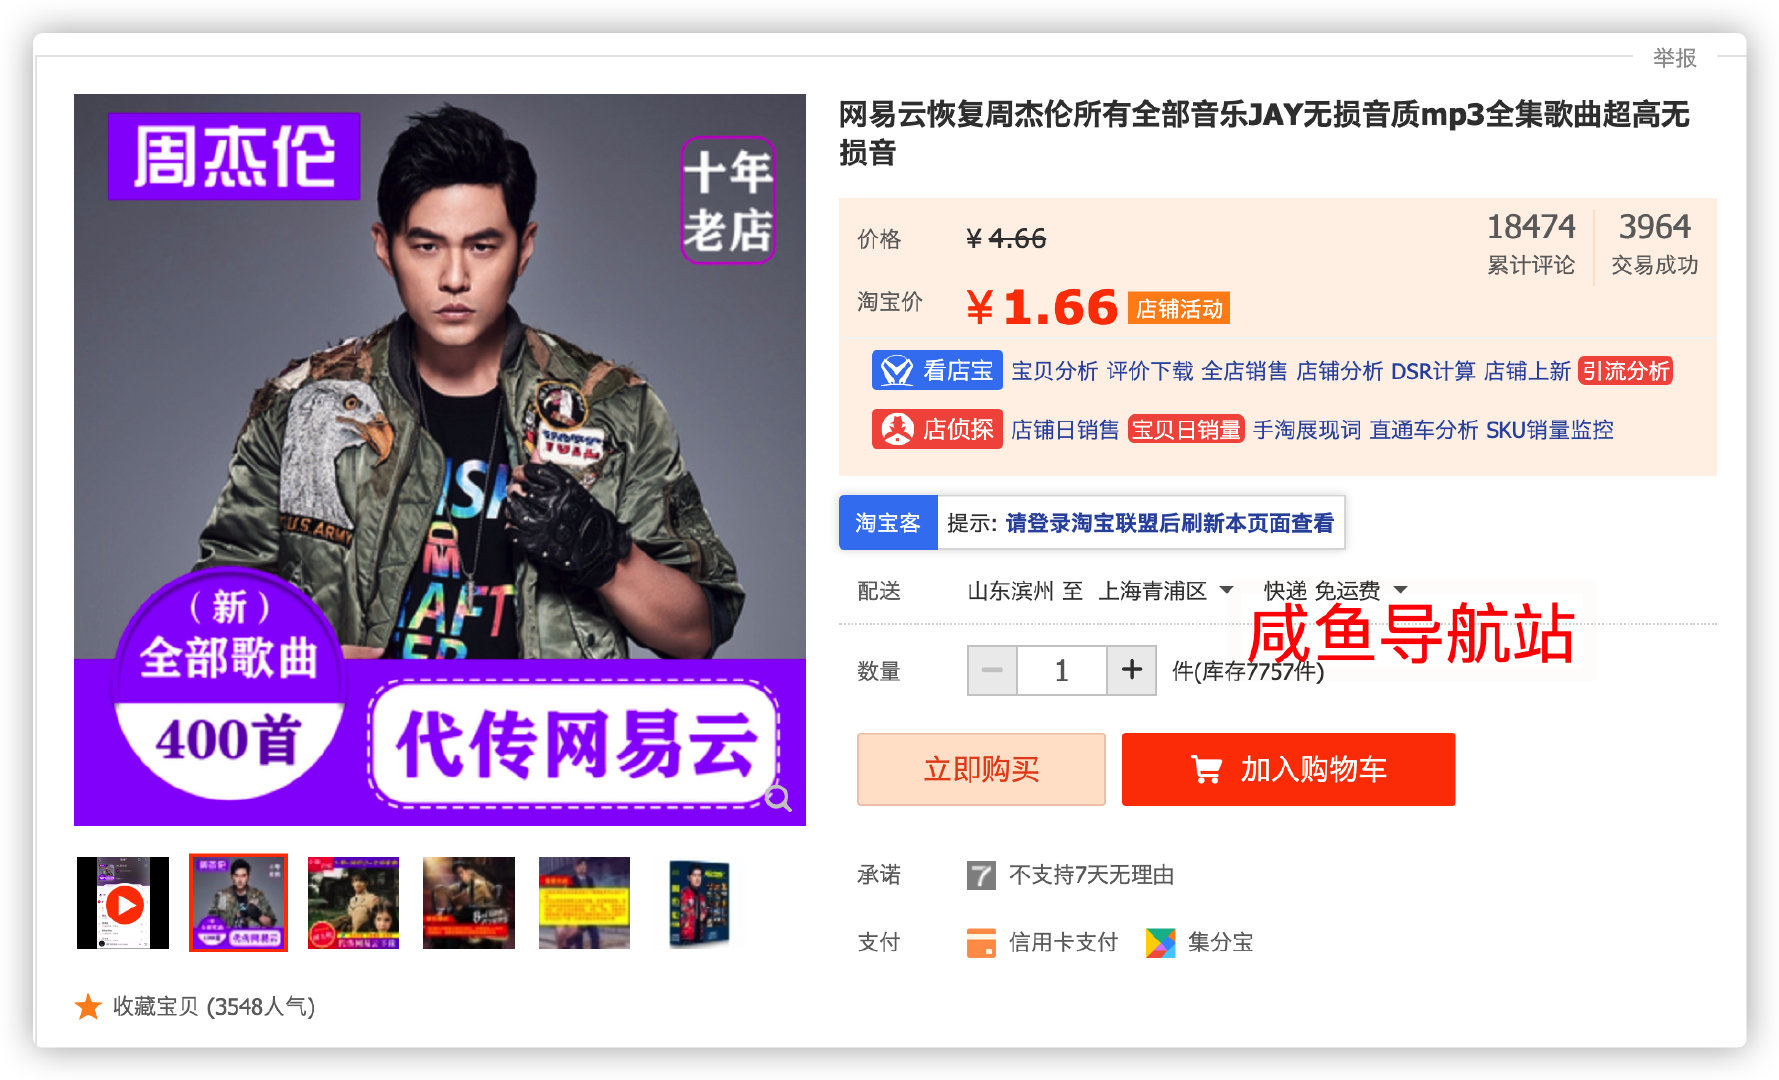 举报
周杰伦
十年
老店
(新)
全部歌曲
400首
代传网易云
网易云恢复周杰伦所有全部音乐JAY无损音质mp3全集歌曲超高无
损音
价格 ¥4.66
18474 3964
累计评论 交易成功
淘宝价 ¥1.66 店铺活动
看店宝 宝贝分析 评价下载 全店销售 店铺分析 DSR计算 店铺上新 引流分析
店侦探 店铺日销售 宝贝日销量 手淘展现词 直通车分析 SKU销量监控
淘宝客 提示: 请登录淘宝联盟后刷新本页面查看
配送 山东滨州 至 上海青浦区 快递 免运费
咸鱼导航站
数量 1 件(库存7757件)
立即购买 加入购物车
承诺 7 不支持7天无理由
支付 信用卡支付 集分宝
收藏宝贝 (3548人气)
U.S ARMY
周杰伦
代传网易云